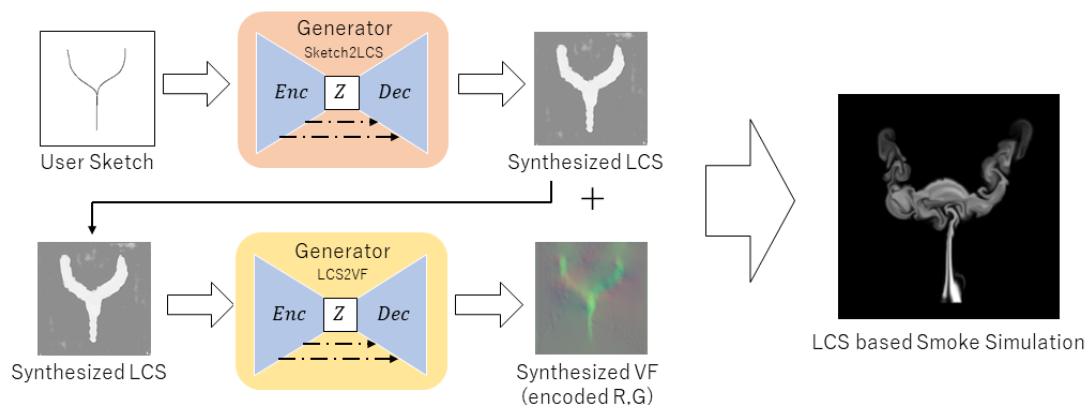 Generator
Sketch2LCS
Enc
Z
Dec
User Sketch
Synthesized LCS
+
Generator
LCS2VF
Enc
Z
Dec
Synthesized LCS
Synthesized VF
(encoded R,G)
LCS based Smoke Simulation